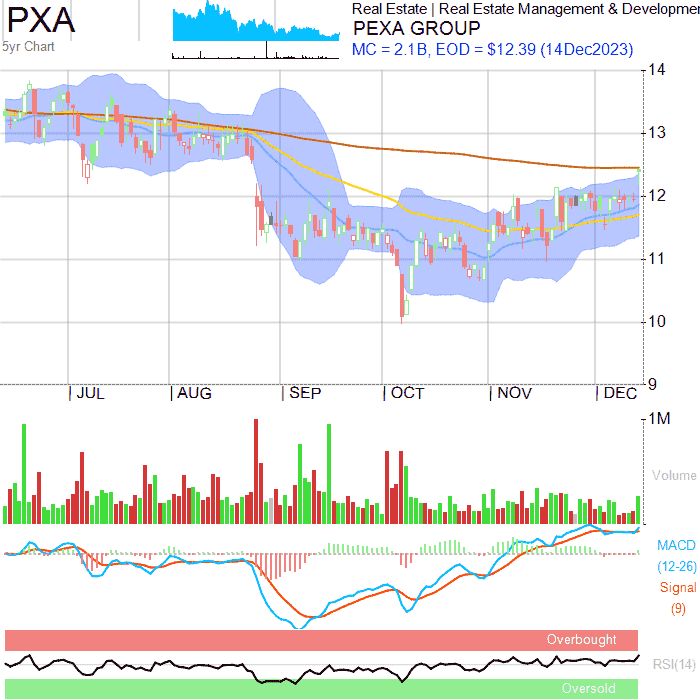 PXA
5yr Chart
Real Estate | Real Estate Management & Developmen
PEXA GROUP
MC = 2.1B, EOD = $12.39 (14Dec2023)
14
13
12
11
10
9
JUL AUG SEP OCT NOV DEC
1M
Volume
MACD
(12-26)
Signal
(9)
Overbought
RSI(14)
Oversold